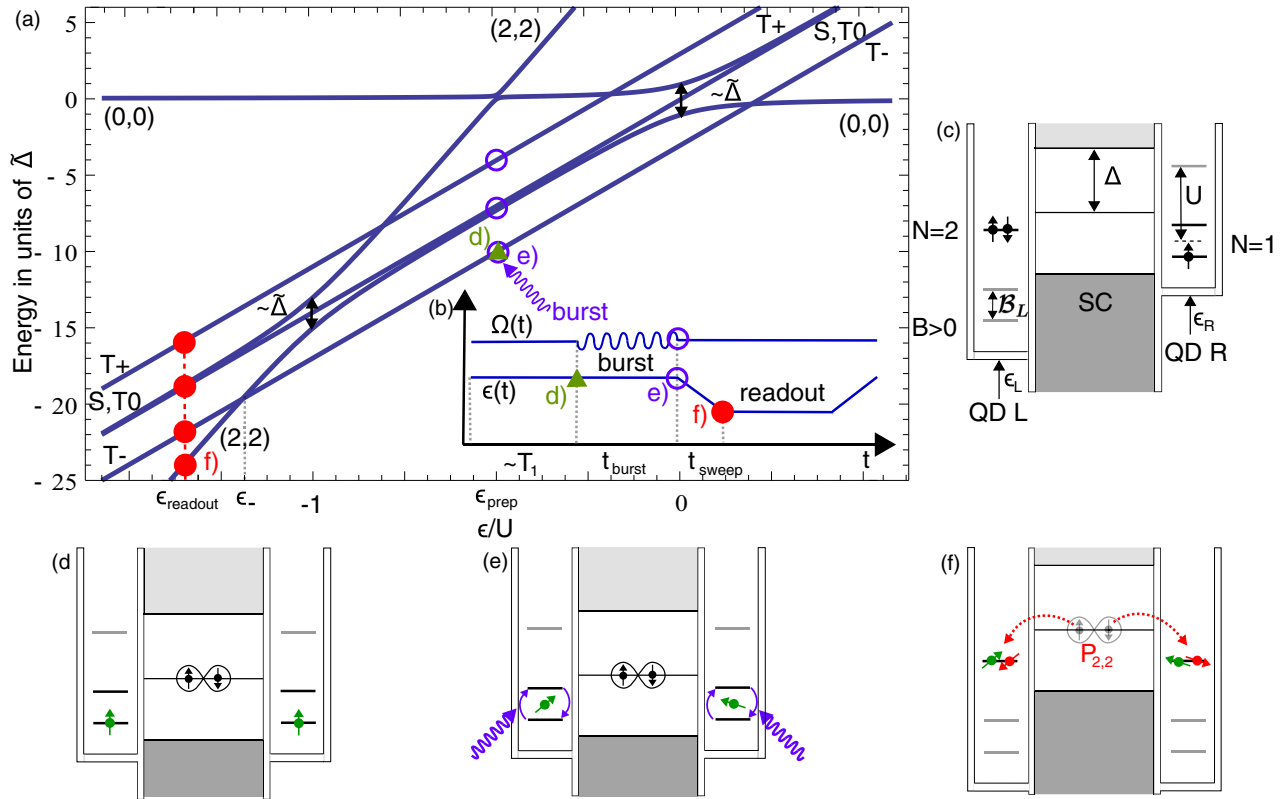 (a)
5
0
- 5
-10
-15
-20
-25
Energy in units of Δ̃
(2,2)
T+
S,T0
T-
(0,0)
~Δ̃
(0,0)
d)
e)
burst
~Δ̃
T+
S,T0
T-
(2,2)
f)
(b)
Ω(t)
burst
ϵ(t)
d)
e)
readout
f)
~T₁
t burst
t sweep
t
ϵreadout
ϵ-
-1
ϵprep
0
ϵ/U
(c)
Δ
U
N=2
N=1
ℬL
B>0
SC
ϵR
QD R
ϵL
QD L
(d)
(e)
(f)
P2,2